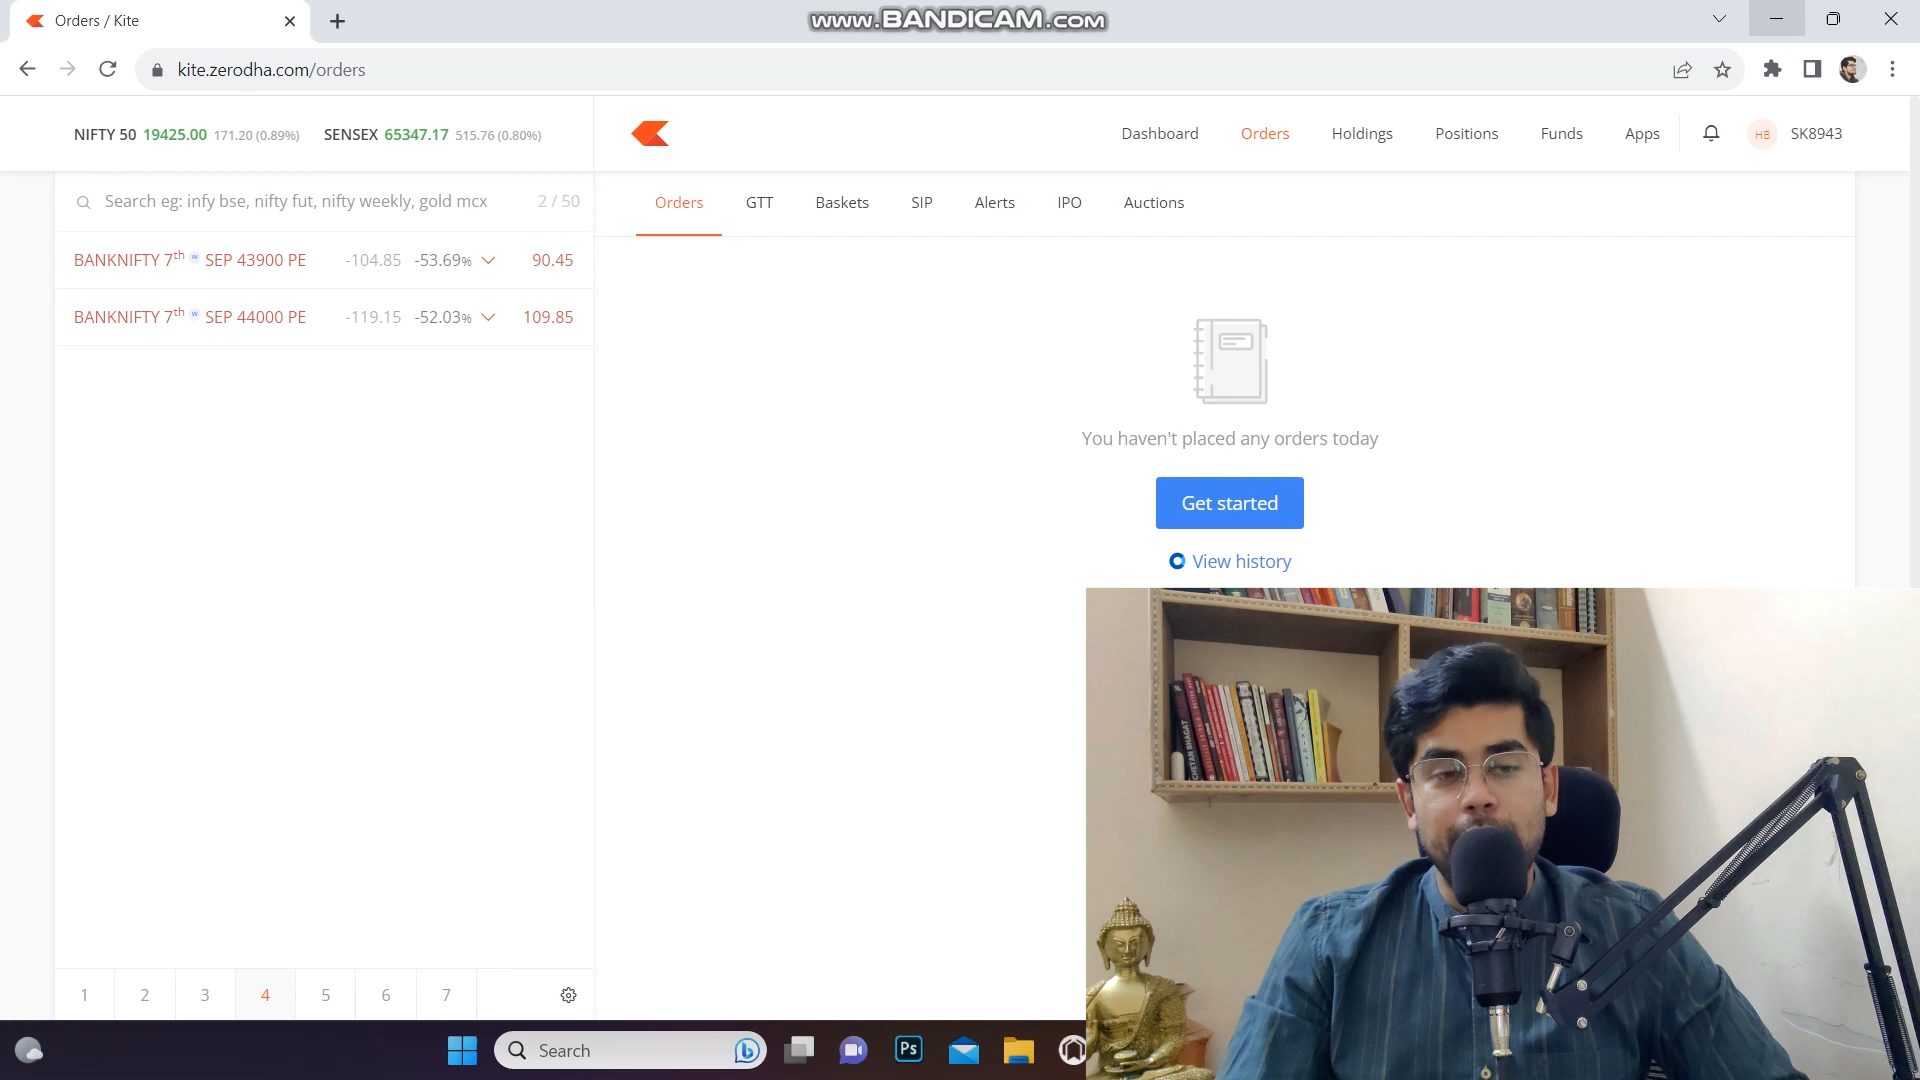 Orders / Kite
www.BANDICAM.com
kite.zerodha.com/orders
NIFTY 50 19425.00 171.20 (0.89%) SENSEX 65347.17 515.76 (0.80%)
Dashboard Orders Holdings Positions Funds Apps HB SK8943
Search eg: infy bse, nifty fut, nifty weekly, gold mcx 2 / 50
Orders GTT Baskets SIP Alerts IPO Auctions
BANKNIFTY 7th w SEP 43900 PE -104.85 -53.69% 90.45
BANKNIFTY 7th w SEP 44000 PE -119.15 -52.03% 109.85
You haven't placed any orders today
Get started
View history
CHETAN BHAGAT
IKIGAI
1 2 3 4 5 6 7
Search
Ps